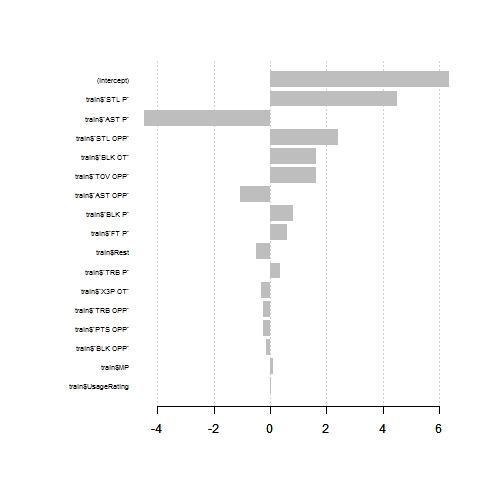 (Intercept)
train$`STL P`
train$`AST P`
train$`STL OPP`
train$`BLK OT`
train$`TOV OPP`
train$`AST OPP`
train$`BLK P`
train$`FT P`
train$Rest
train$`TRB P`
train$`X3P OT`
train$`TRB OPP`
train$`PTS OPP`
train$`BLK OPP`
train$MP
train$UsageRating
-4 -2 0 2 4 6